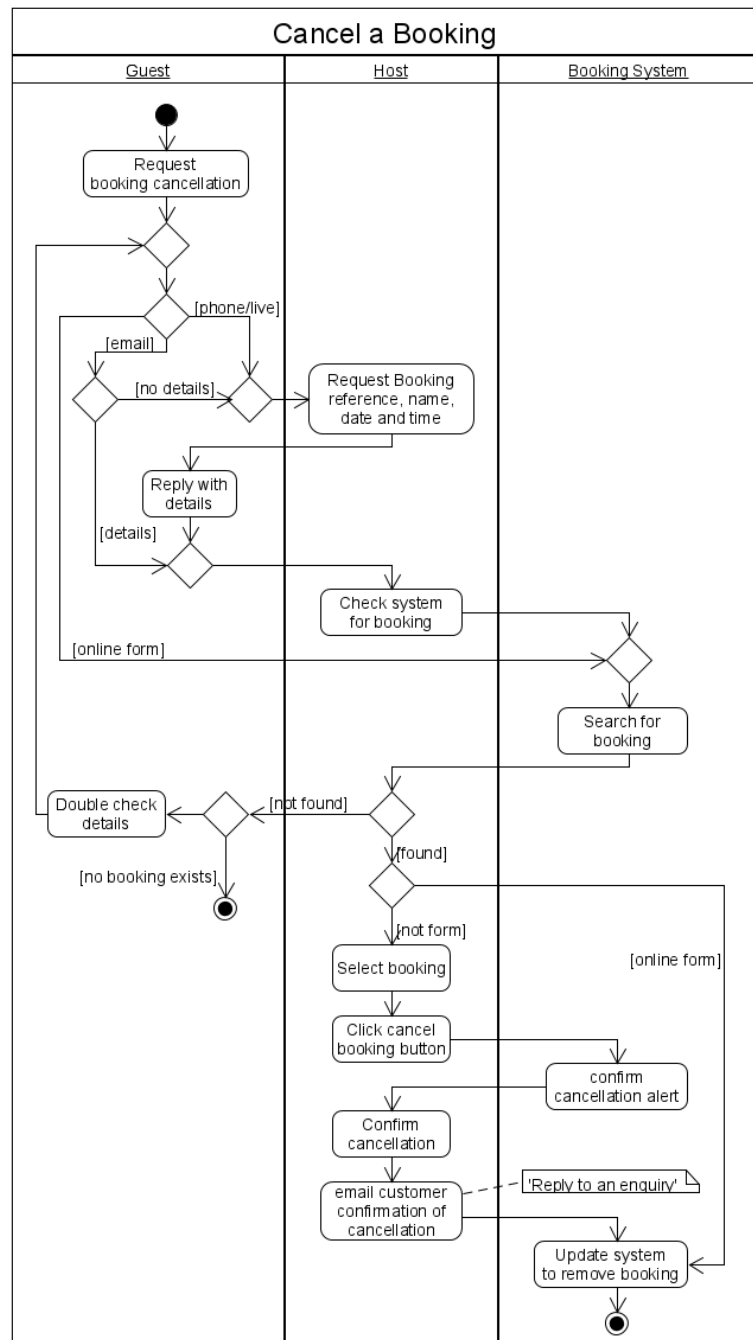 Cancel a Booking
Guest
Host
Booking System
Request
booking cancellation
[phone/live]
[email]
[no details]
Request Booking
reference, name,
date and time
Reply with
details
[details]
Check system
for booking
[online form]
Search for
booking
Double check
details
[not found]
[found]
[no booking exists]
[not form]
[online form]
Select booking
Click cancel
booking button
confirm
cancellation alert
Confirm
cancellation
email customer
confirmation of
cancellation
'Reply to an enquiry'
Update system
to remove booking